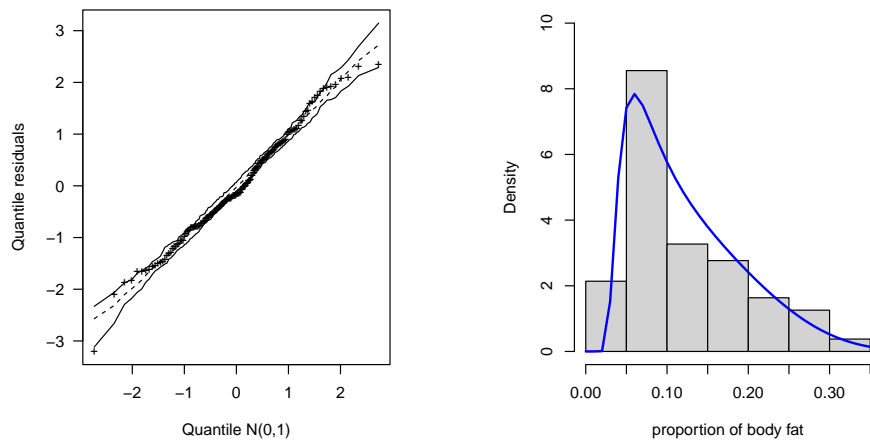 3
2
1
0
−1
−2
−3
−2 −1 0 1 2
Quantile residuals
Quantile N(0,1)
10
8
6
4
2
0
0.00 0.10 0.20 0.30
Density
proportion of body fat